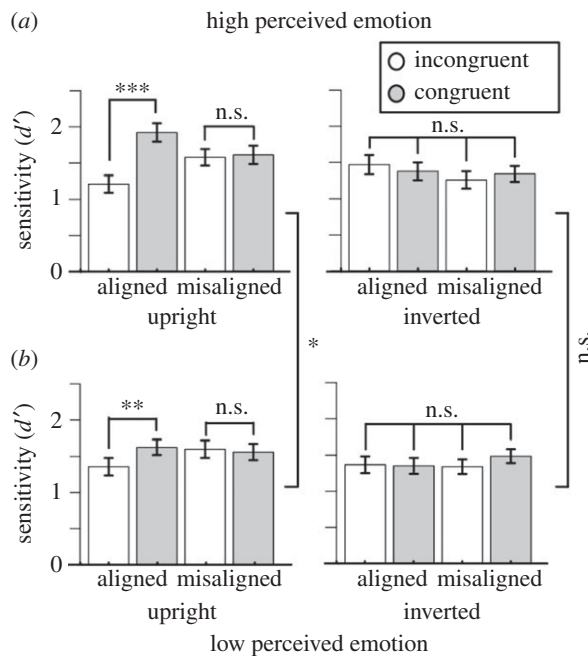 (a) high perceived emotion
incongruent
congruent
sensitivity (d′)
2
1
0
***
n.s.
n.s.
aligned misaligned
upright
aligned misaligned
inverted
*
n.s.
(b)
sensitivity (d′)
2
1
0
**
n.s.
n.s.
aligned misaligned
upright
aligned misaligned
inverted
low perceived emotion